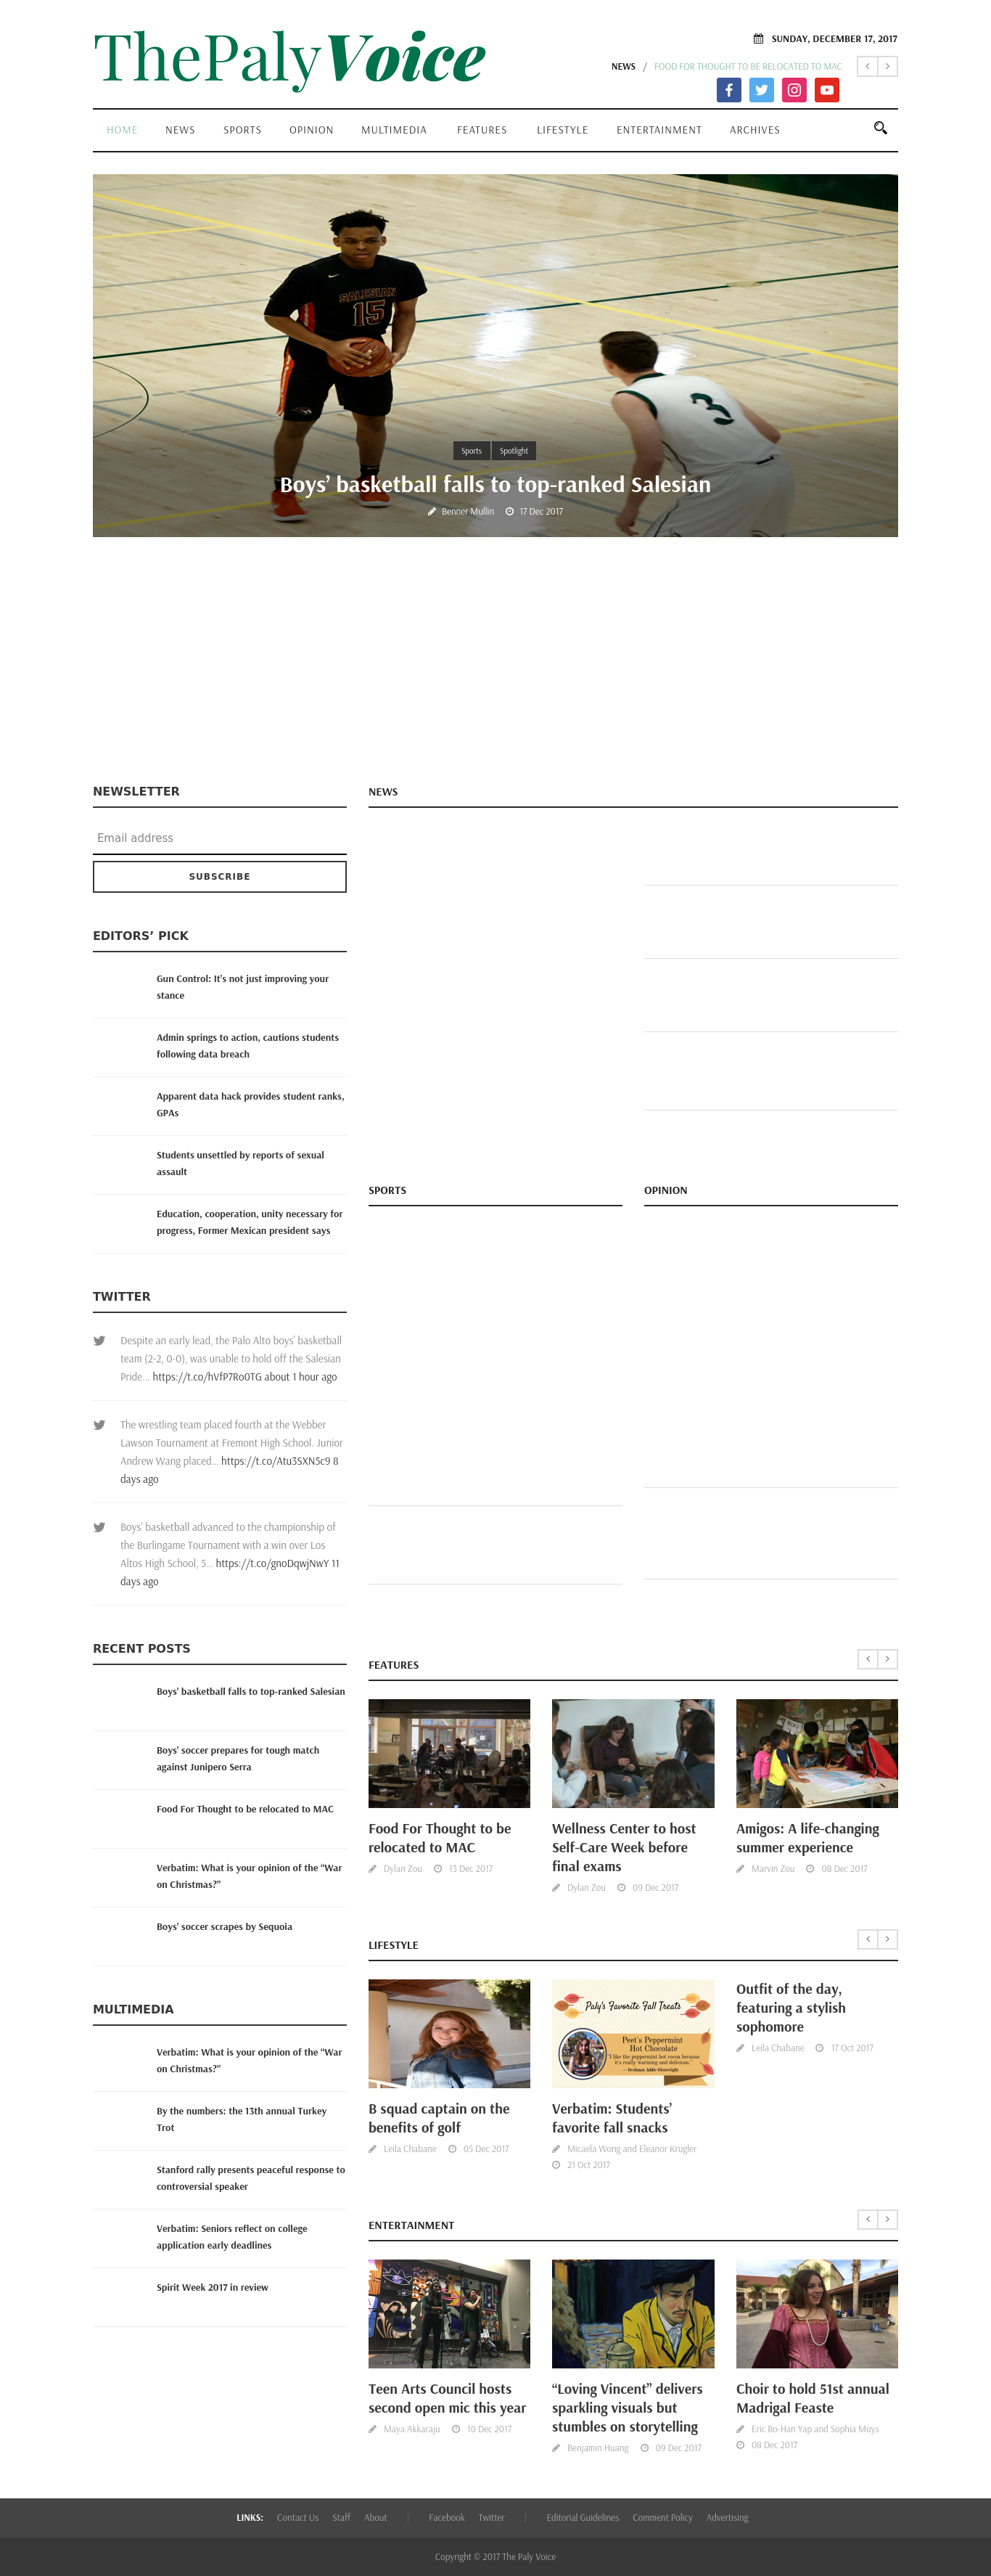 ThePalyVoice
SUNDAY, DECEMBER 17, 2017
NEWS / FOOD FOR THOUGHT TO BE RELOCATED TO MAC
HOME NEWS SPORTS OPINION MULTIMEDIA FEATURES LIFESTYLE ENTERTAINMENT ARCHIVES
SALESIAN
15
3
Sports Spotlight
Boys’ basketball falls to top-ranked Salesian
Benner Mullin 17 Dec 2017
NEWSLETTER
Email address
SUBSCRIBE
EDITORS’ PICK
Gun Control: It’s not just improving your
stance
Admin springs to action, cautions students
following data breach
Apparent data hack provides student ranks,
GPAs
Students unsettled by reports of sexual
assault
Education, cooperation, unity necessary for
progress, Former Mexican president says
TWITTER
Despite an early lead, the Palo Alto boys’ basketball
team (2-2, 0-0), was unable to hold off the Salesian
Pride... https://t.co/hVfP7Ro0TG about 1 hour ago
The wrestling team placed fourth at the Webber
Lawson Tournament at Fremont High School. Junior
Andrew Wang placed... https://t.co/Atu3SXN5c9 8
days ago
Boys’ basketball advanced to the championship of
the Burlingame Tournament with a win over Los
Altos High School, 5... https://t.co/gnoDqwjNwY 11
days ago
RECENT POSTS
Boys’ basketball falls to top-ranked Salesian
Boys’ soccer prepares for tough match
against Junipero Serra
Food For Thought to be relocated to MAC
Verbatim: What is your opinion of the “War
on Christmas?”
Boys’ soccer scrapes by Sequoia
MULTIMEDIA
Verbatim: What is your opinion of the “War
on Christmas?”
By the numbers: the 13th annual Turkey
Trot
Stanford rally presents peaceful response to
controversial speaker
Verbatim: Seniors reflect on college
application early deadlines
Spirit Week 2017 in review
NEWS
SPORTS
OPINION
FEATURES
Food For Thought to be
relocated to MAC
Dylan Zou 13 Dec 2017
Wellness Center to host
Self-Care Week before
final exams
Dylan Zou 09 Dec 2017
Amigos: A life-changing
summer experience
Marvin Zou 08 Dec 2017
LIFESTYLE
B squad captain on the
benefits of golf
Leila Chabane 05 Dec 2017
Paly's Favorite Fall Treats
Peet's Peppermint
Hot Chocolate
"I like the peppermint hot cocoa because
it's really warming and delicious."
Verbatim: Students’
favorite fall snacks
Micaela Wong and Eleanor Krugler
21 Oct 2017
Outfit of the day,
featuring a stylish
sophomore
Leila Chabane 17 Oct 2017
ENTERTAINMENT
Teen Arts Council hosts
second open mic this year
Maya Akkaraju 10 Dec 2017
“Loving Vincent” delivers
sparkling visuals but
stumbles on storytelling
Benjamin Huang 09 Dec 2017
Choir to hold 51st annual
Madrigal Feaste
Eric Bo-Han Yap and Sophia Muys
08 Dec 2017
LINKS: Contact Us Staff About Facebook Twitter Editorial Guidelines Comment Policy Advertising
Copyright © 2017 The Paly Voice